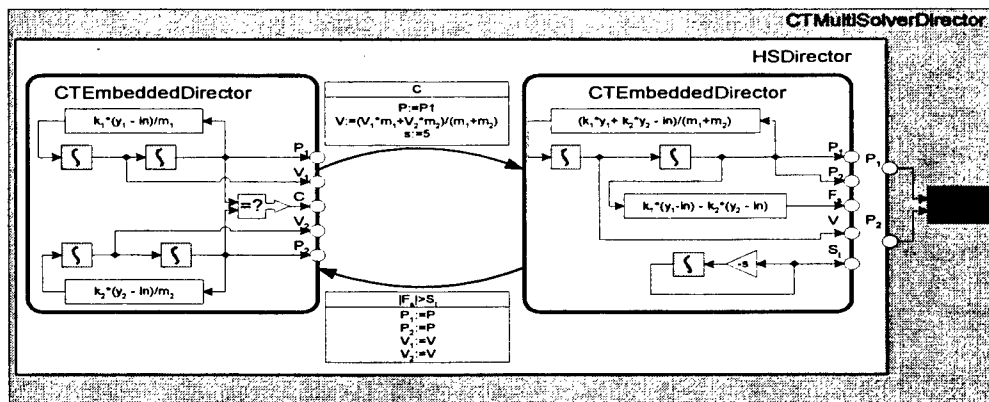 CTMultiSolverDirector
HSDirector
CTEmbeddedDirector
k₁*(y₁ - in)/m₁
∫
∫
=?
∫
∫
k₂*(y₂ - in)/m₂
P₁
V₁
C
V₂
P₂
C
P:=P1
V:=(V₁*m₁+V₂*m₂)/(m₁+m₂)
s:=5
|Fₐ|>Sₜ
P₁:=P
P₂:=P
V₁:=V
V₂:=V
CTEmbeddedDirector
(k₁*y₁+ k₂*y₂ - in)/(m₁+m₂)
∫
∫
k₁*(y₁-in) - k₂*(y₂ - in)
∫
-s
P₁
P₂
V
P₁
P₂